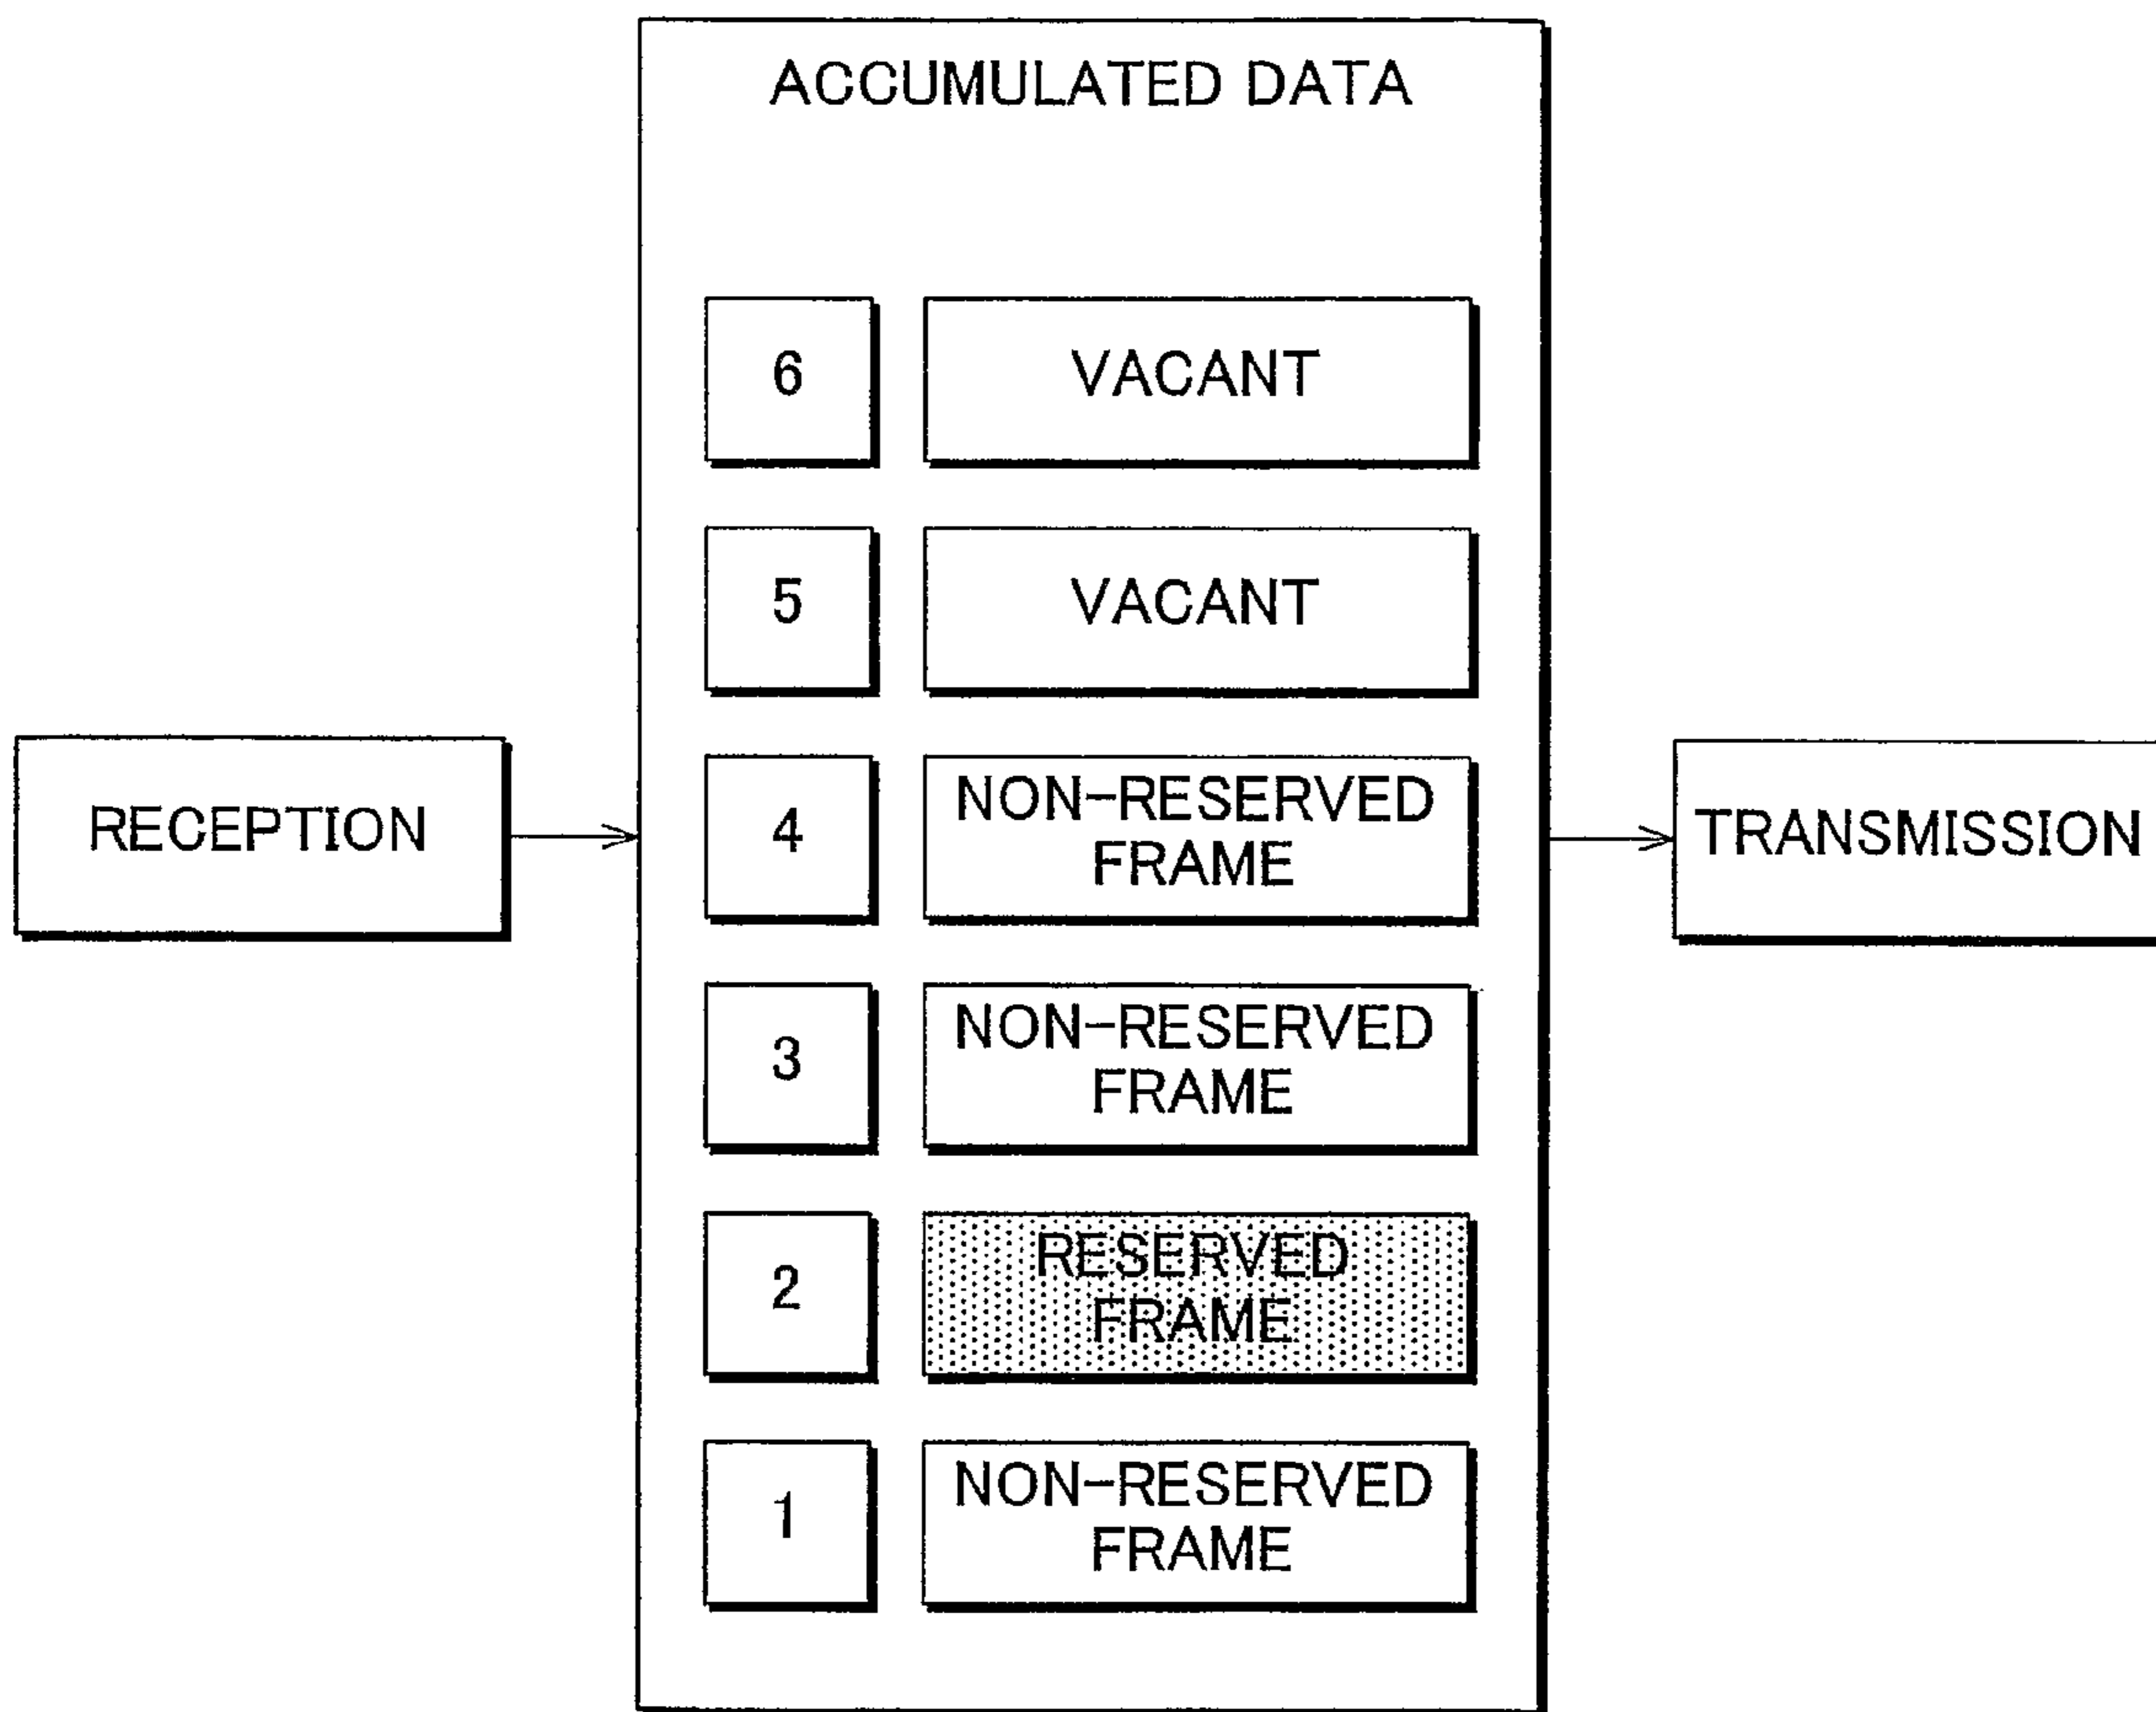 ACCUMULATED DATA
6
VACANT
5
VACANT
RECEPTION
4
NON-RESERVED
FRAME
TRANSMISSION
3
NON-RESERVED
FRAME
2
RESERVED
FRAME
1
NON-RESERVED
FRAME